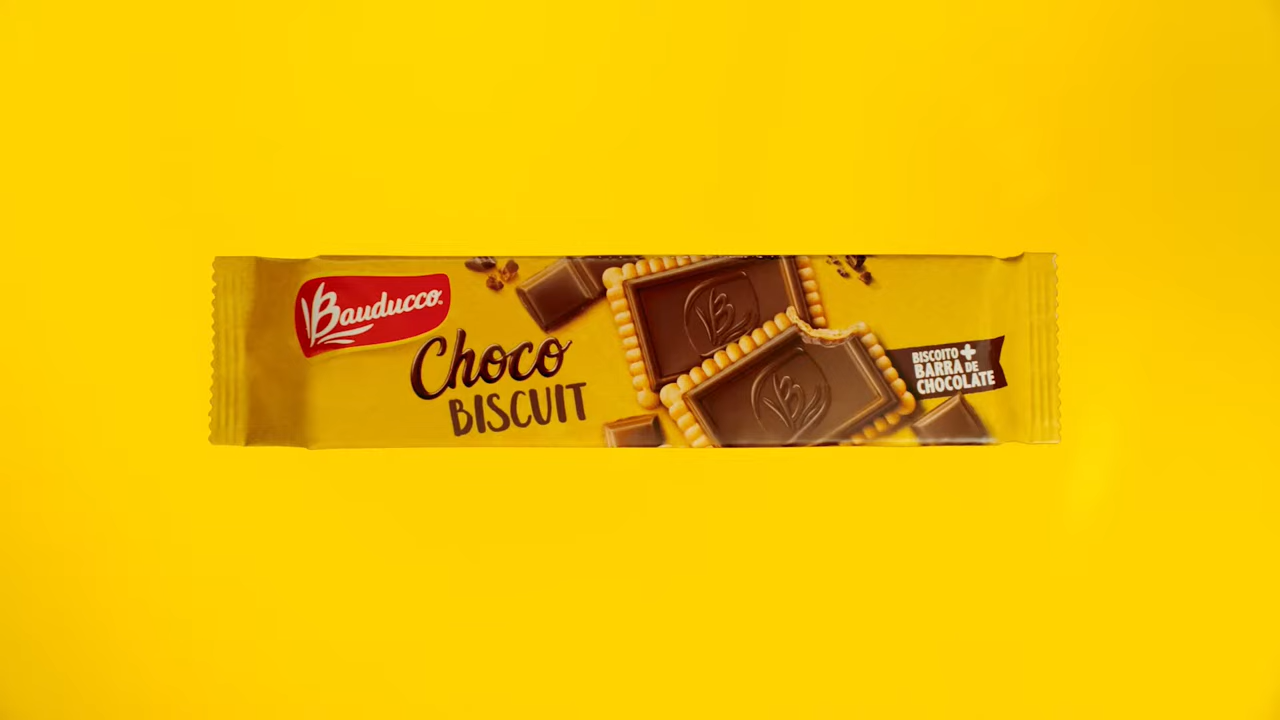 Bauducco
Choco
BISCUIT
BISCOITO +
BARRA DE
CHOCOLATE